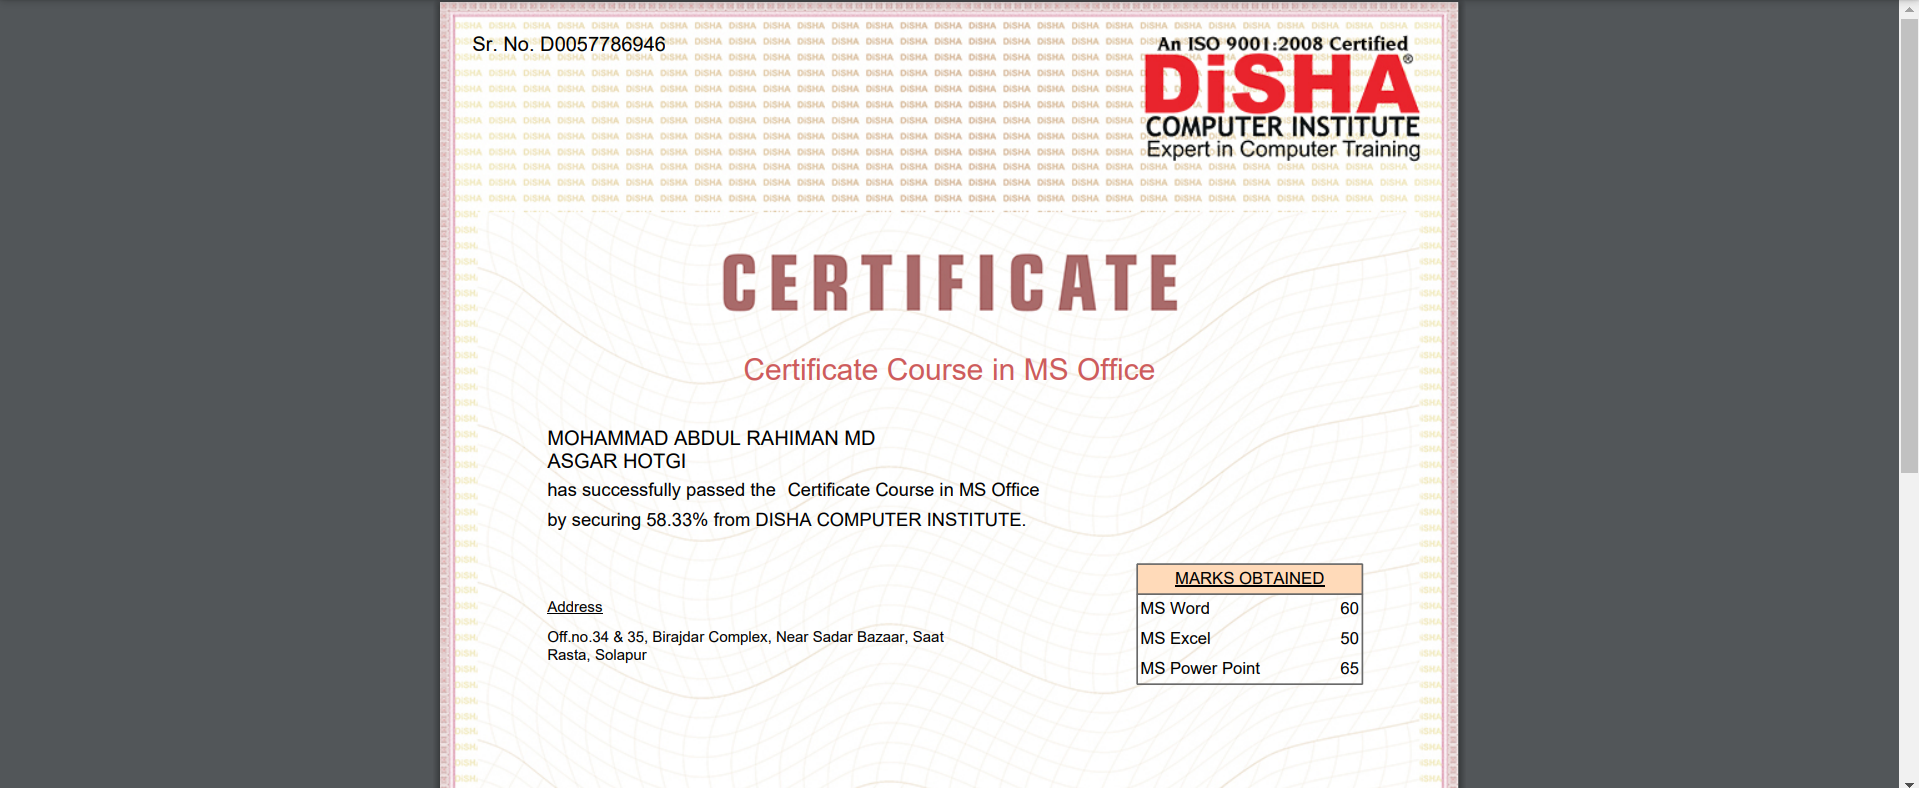 Sr. No. D0057786946
An ISO 9001:2008 Certified
DiSHA®
COMPUTER INSTITUTE
Expert in Computer Training
CERTIFICATE
Certificate Course in MS Office
MOHAMMAD ABDUL RAHIMAN MD
ASGAR HOTGI
has successfully passed the Certificate Course in MS Office
by securing 58.33% from DISHA COMPUTER INSTITUTE.
MARKS OBTAINED
MS Word 60
MS Excel 50
MS Power Point 65
Address
Off.no.34 & 35, Birajdar Complex, Near Sadar Bazaar, Saat
Rasta, Solapur